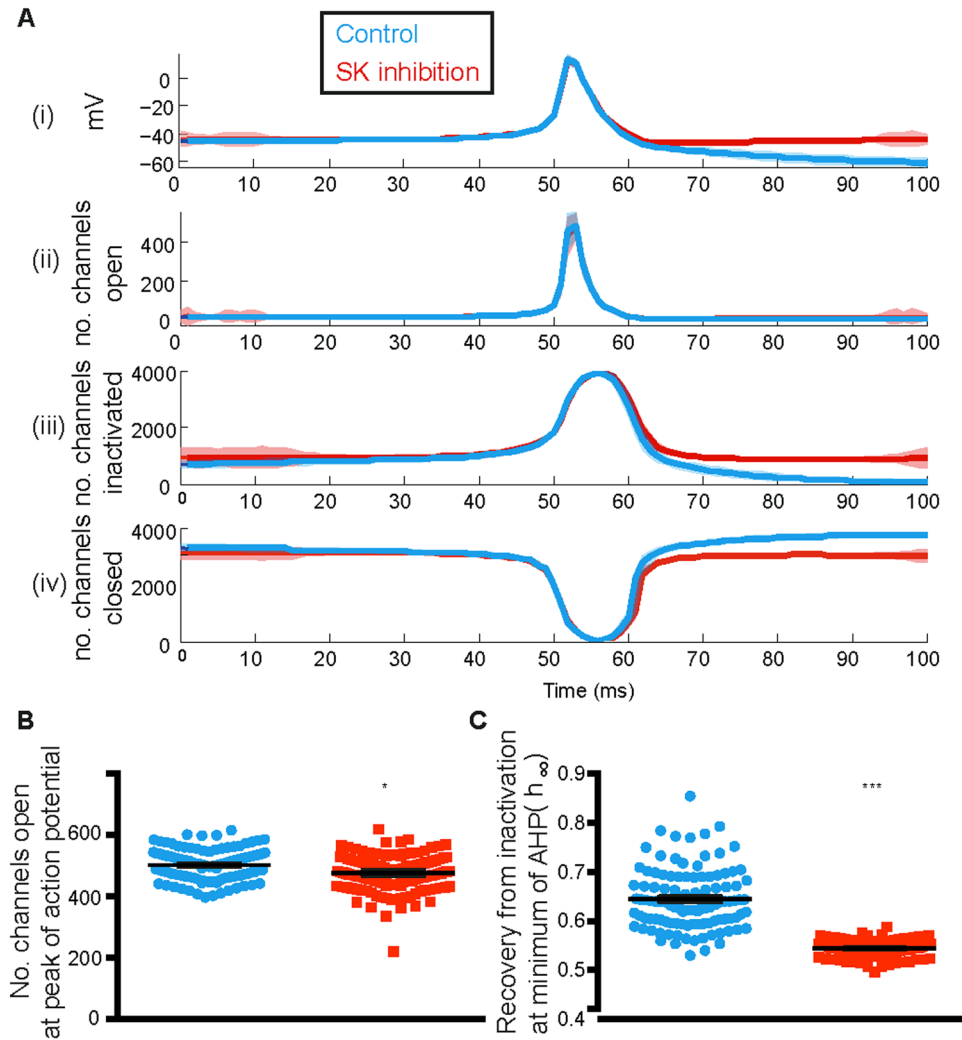 A
Control
SK inhibition
(i)
mV
0
−20
−40
−60
0 10 20 30 40 50 60 70 80 90 100
(ii)
no. channels
open
400
200
0
0 10 20 30 40 50 60 70 80 90 100
(iii)
no. channels
inactivated
4000
2000
0
0 10 20 30 40 50 60 70 80 90 100
(iv)
no. channels
closed
4000
2000
0
0 10 20 30 40 50 60 70 80 90 100
Time (ms)
B
No. channels open
at peak of action potential
600
400
200
0
*
C
Recovery from inactivation
at minimum of AHP( h∞)
0.9
0.8
0.7
0.6
0.5
0.4
***